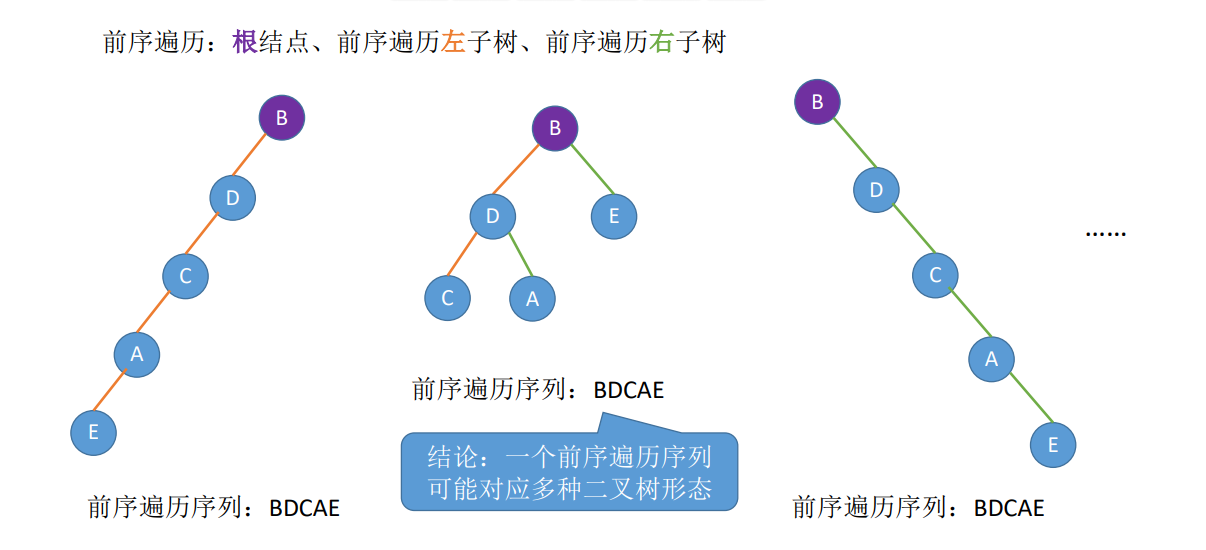 前序遍历：根结点、前序遍历左子树、前序遍历右子树
B
D
C
A
E
前序遍历序列：BDCAE
B
D
E
C
A
前序遍历序列：BDCAE
结论：一个前序遍历序列
可能对应多种二叉树形态
B
D
C
A
E
前序遍历序列：BDCAE
……